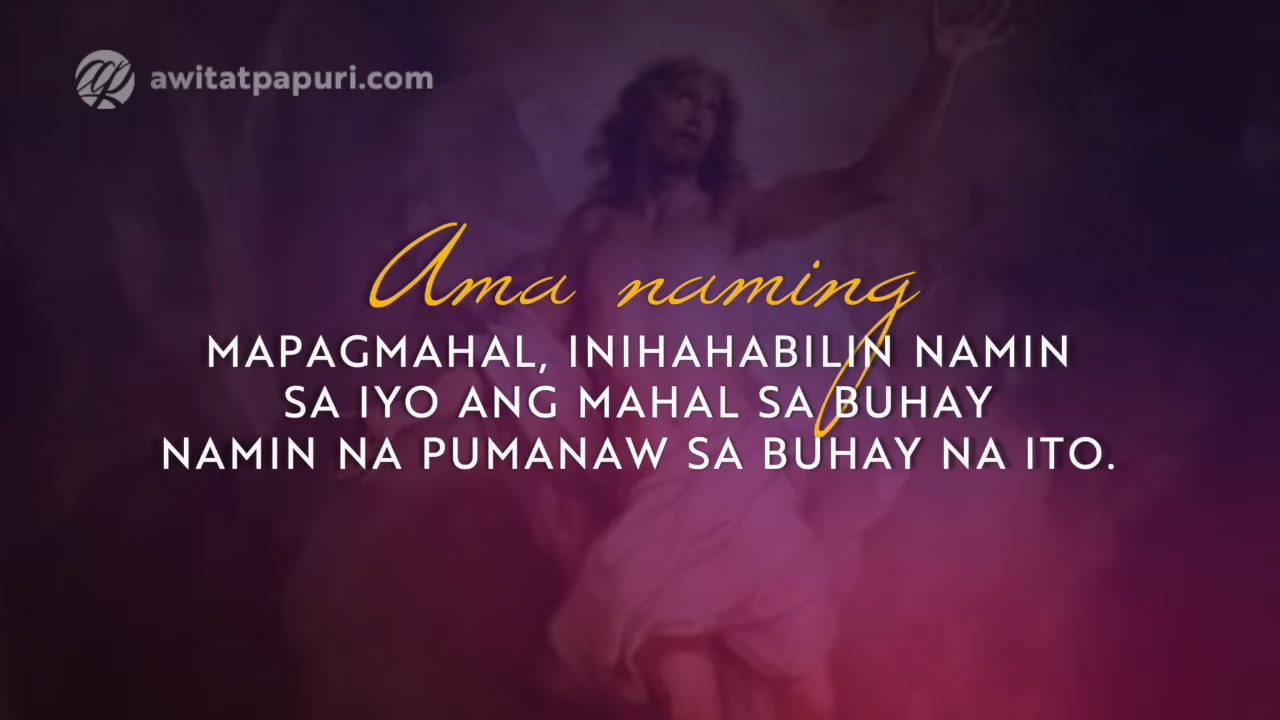 awitatpapuri.com
Ama naming
MAPAGMAHAL, INIHAHABILIN NAMIN
SA IYO ANG MAHAL SA BUHAY
NAMIN NA PUMANAW SA BUHAY NA ITO.